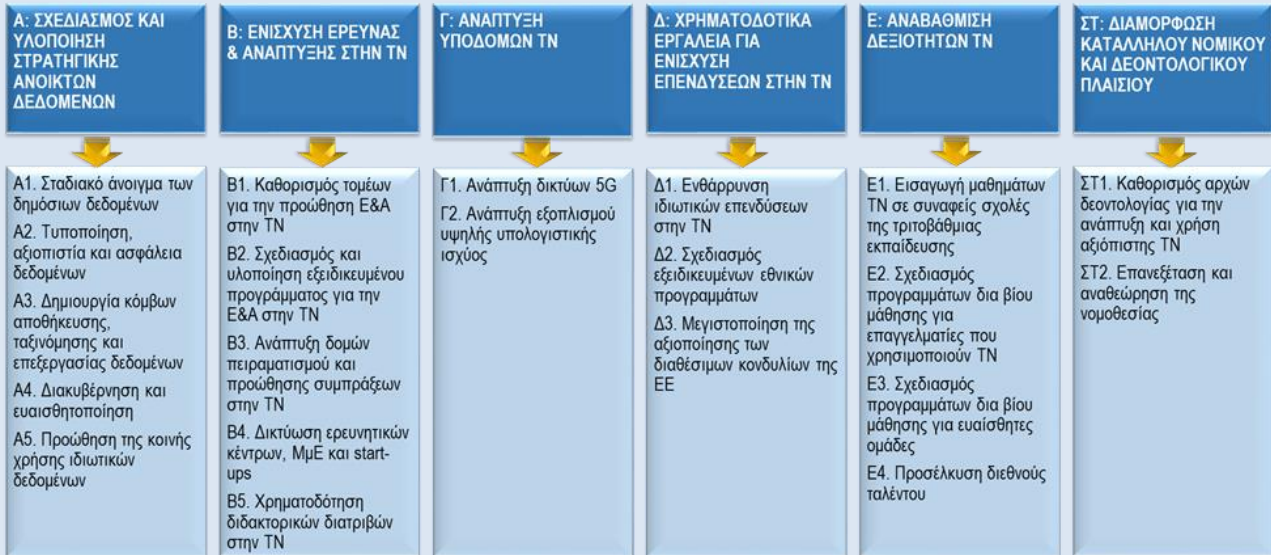 Α: ΣΧΕΔΙΑΣΜΟΣ ΚΑΙ
ΥΛΟΠΟΙΗΣΗ
ΣΤΡΑΤΗΓΙΚΗΣ
ΑΝΟΙΚΤΩΝ
ΔΕΔΟΜΕΝΩΝ
Α1. Σταδιακό άνοιγμα των
δημόσιων δεδομένων
Α2. Τυποποίηση,
αξιοπιστία και ασφάλεια
δεδομένων
Α3. Δημιουργία κόμβων
αποθήκευσης,
ταξινόμησης και
επεξεργασίας δεδομένων
Α4. Διακυβέρνηση και
ευαισθητοποίηση
Α5. Προώθηση της κοινής
χρήσης ιδιωτικών
δεδομένων
Β: ΕΝΙΣΧΥΣΗ ΕΡΕΥΝΑΣ
& ΑΝΑΠΤΥΞΗΣ ΣΤΗΝ ΤΝ
Β1. Καθορισμός τομέων
για την προώθηση Ε&Α
στην ΤΝ
Β2. Σχεδιασμός και
υλοποίηση εξειδικευμένου
προγράμματος για την
Ε&Α στην ΤΝ
Β3. Ανάπτυξη δομών
πειραματισμού και
προώθησης συμπράξεων
στην ΤΝ
Β4. Δικτύωση ερευνητικών
κέντρων, ΜμΕ και start-
ups
Β5. Χρηματοδότηση
διδακτορικών διατριβών
στην ΤΝ
Γ: ΑΝΑΠΤΥΞΗ
ΥΠΟΔΟΜΩΝ ΤΝ
Γ1. Ανάπτυξη δικτύων 5G
Γ2. Ανάπτυξη εξοπλισμού
υψηλής υπολογιστικής
ισχύος
Δ: ΧΡΗΜΑΤΟΔΟΤΙΚΑ
ΕΡΓΑΛΕΙΑ ΓΙΑ
ΕΝΙΣΧΥΣΗ
ΕΠΕΝΔΥΣΕΩΝ ΣΤΗΝ ΤΝ
Δ1. Ενθάρρυνση
ιδιωτικών επενδύσεων
στην ΤΝ
Δ2. Σχεδιασμός
εξειδικευμένων εθνικών
προγραμμάτων
Δ3. Μεγιστοποίηση της
αξιοποίησης των
διαθέσιμων κονδυλίων της
ΕΕ
Ε: ΑΝΑΒΑΘΜΙΣΗ
ΔΕΞΙΟΤΗΤΩΝ ΤΝ
Ε1. Εισαγωγή μαθημάτων
ΤΝ σε συναφείς σχολές
της τριτοβάθμιας
εκπαίδευσης
Ε2. Σχεδιασμός
προγραμμάτων δια βίου
μάθησης για
επαγγελματίες που
χρησιμοποιούν ΤΝ
Ε3. Σχεδιασμός
προγραμμάτων δια βίου
μάθησης για ευαίσθητες
ομάδες
Ε4. Προσέλκυση διεθνούς
ταλέντου
ΣΤ: ΔΙΑΜΟΡΦΩΣΗ
ΚΑΤΑΛΛΗΛΟΥ ΝΟΜΙΚΟΥ
ΚΑΙ ΔΕΟΝΤΟΛΟΓΙΚΟΥ
ΠΛΑΙΣΙΟΥ
ΣΤ1. Καθορισμός αρχών
δεοντολογίας για την
ανάπτυξη και χρήση
αξιόπιστης ΤΝ
ΣΤ2. Επανεξέταση και
αναθεώρηση της
νομοθεσίας